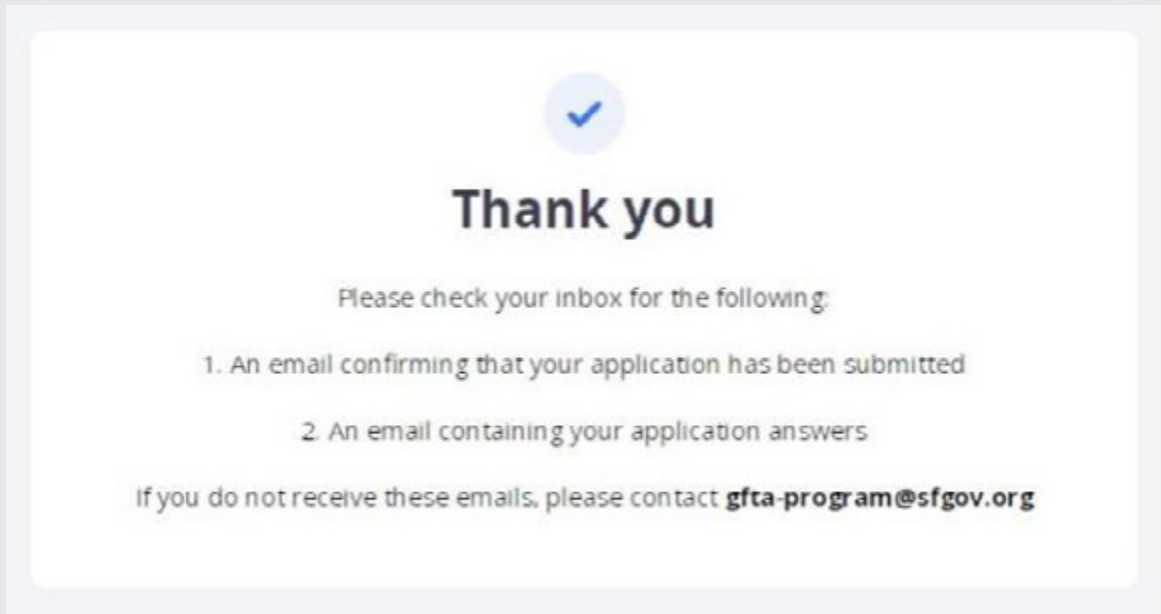 Thank you
Please check your inbox for the following:
1. An email confirming that your application has been submitted
2. An email containing your application answers
If you do not receive these emails, please contact gfta-program@sfgov.org